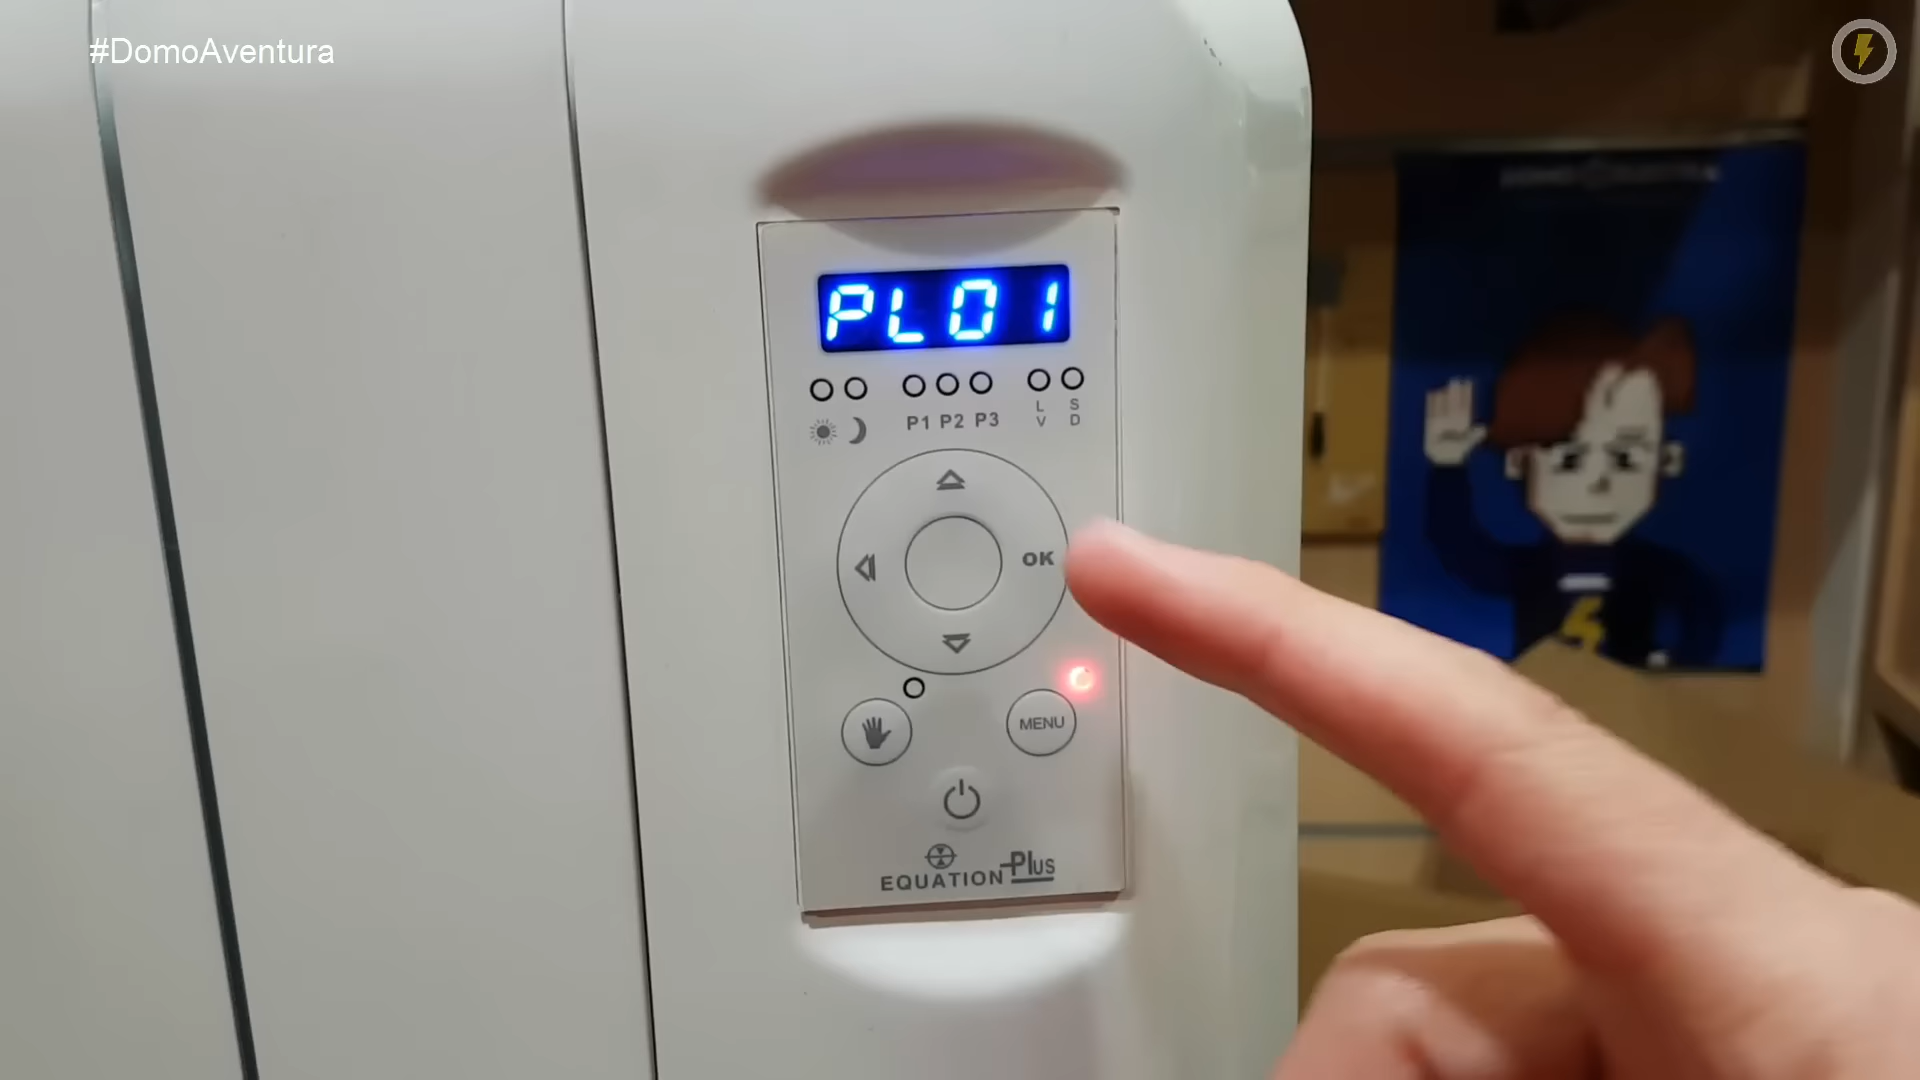 #DomoAventura
PL01
P1 P2 P3
L
V
S
D
OK
MENU
EQUATION Plus